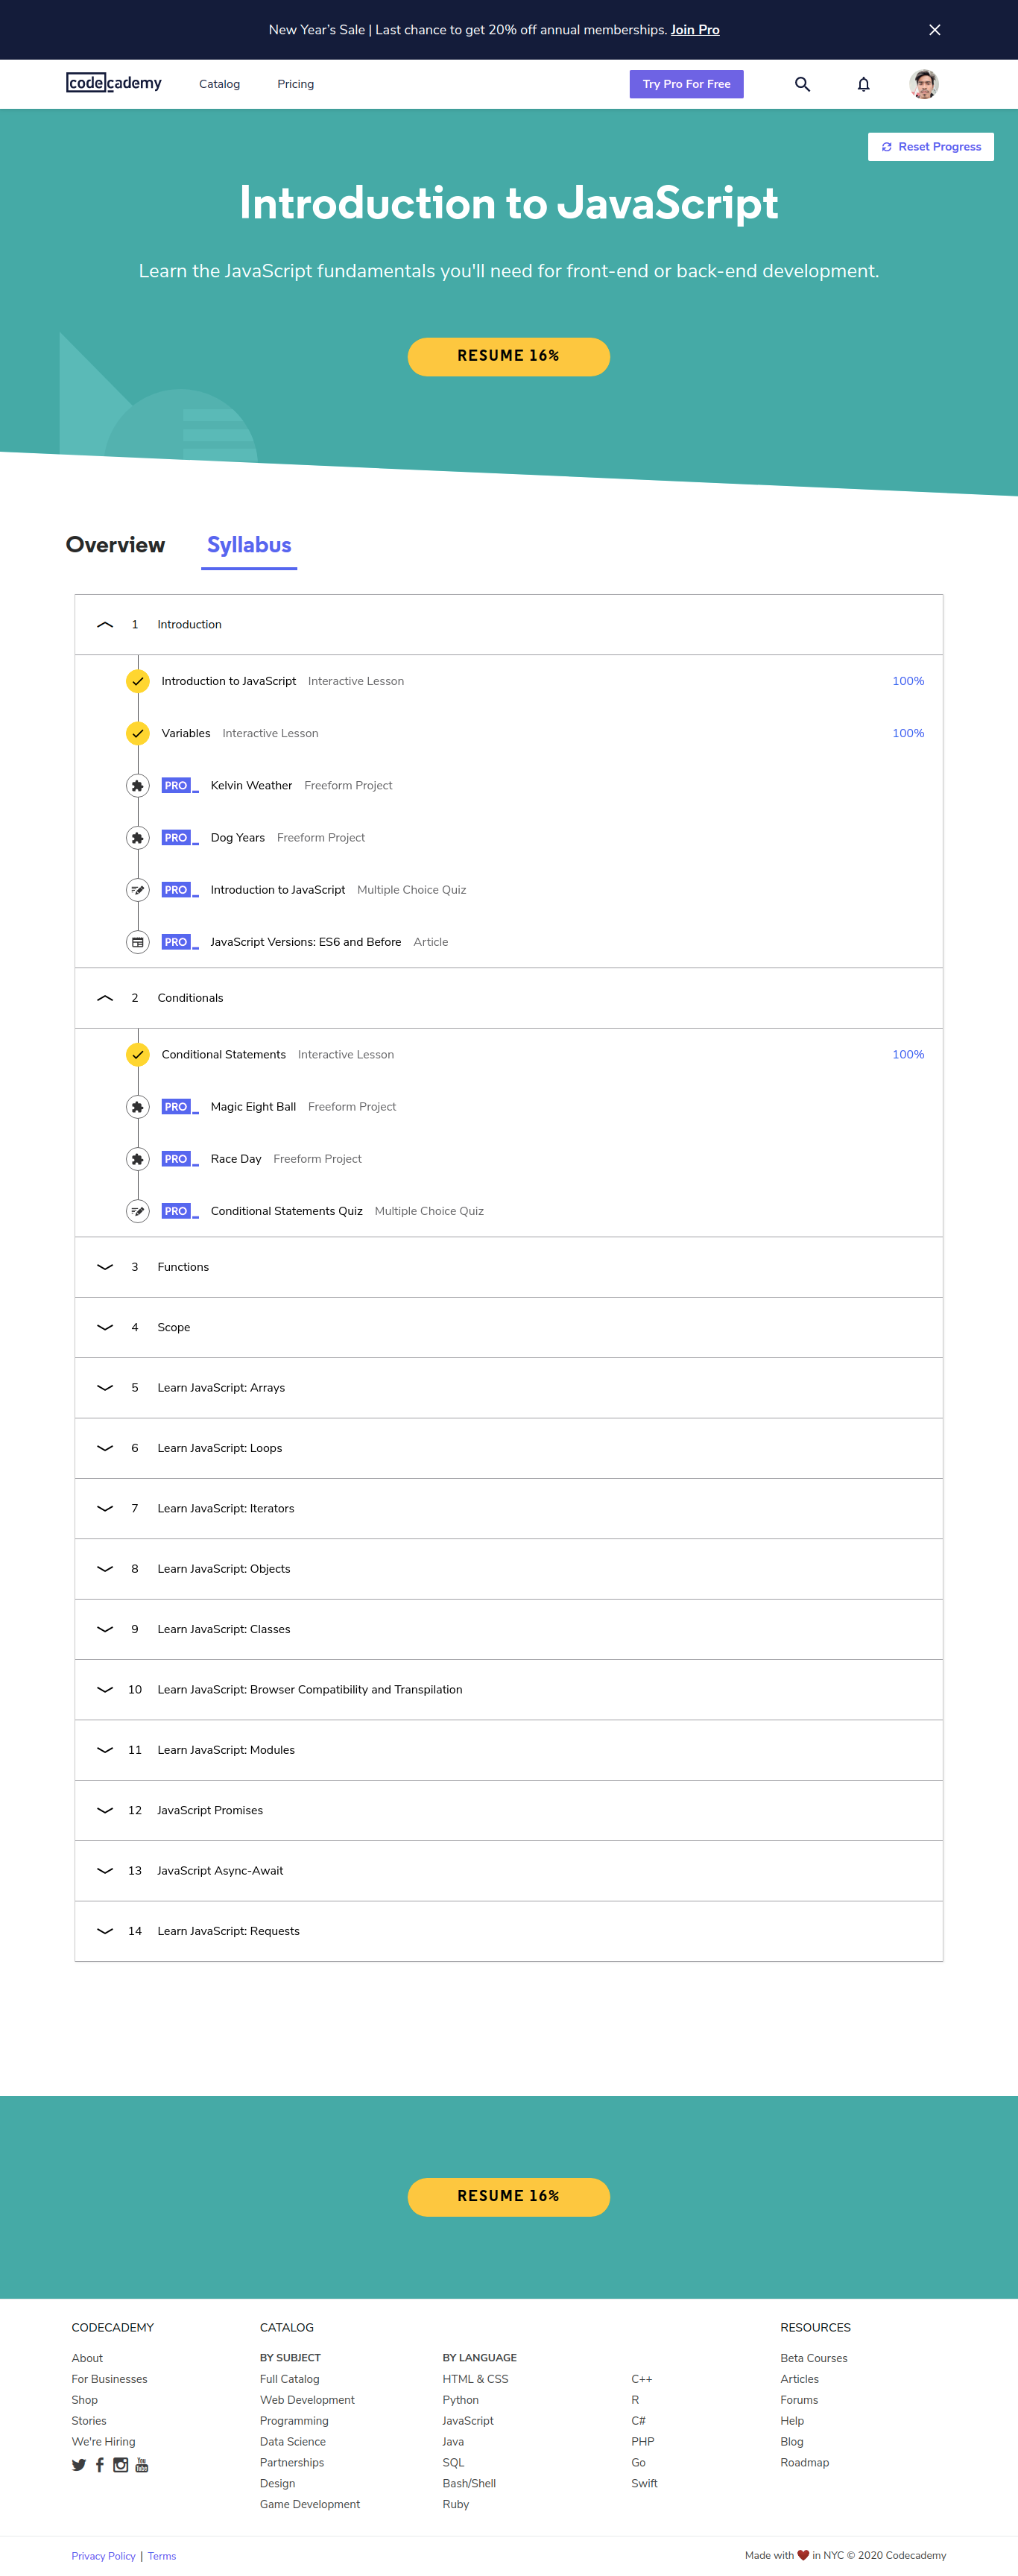 New Year’s Sale | Last chance to get 20% off annual memberships. Join Pro
codecademy
Catalog
Pricing
Try Pro For Free
Reset Progress
Introduction to JavaScript
Learn the JavaScript fundamentals you'll need for front-end or back-end development.
RESUME 16%
Overview
Syllabus
1 Introduction
Introduction to JavaScript Interactive Lesson 100%
Variables Interactive Lesson 100%
PRO Kelvin Weather Freeform Project
PRO Dog Years Freeform Project
PRO Introduction to JavaScript Multiple Choice Quiz
PRO JavaScript Versions: ES6 and Before Article
2 Conditionals
Conditional Statements Interactive Lesson 100%
PRO Magic Eight Ball Freeform Project
PRO Race Day Freeform Project
PRO Conditional Statements Quiz Multiple Choice Quiz
3 Functions
4 Scope
5 Learn JavaScript: Arrays
6 Learn JavaScript: Loops
7 Learn JavaScript: Iterators
8 Learn JavaScript: Objects
9 Learn JavaScript: Classes
10 Learn JavaScript: Browser Compatibility and Transpilation
11 Learn JavaScript: Modules
12 JavaScript Promises
13 JavaScript Async-Await
14 Learn JavaScript: Requests
RESUME 16%
CODECADEMY
About
For Businesses
Shop
Stories
We're Hiring
You
Tube
CATALOG
BY SUBJECT
Full Catalog
Web Development
Programming
Data Science
Partnerships
Design
Game Development
BY LANGUAGE
HTML & CSS
Python
JavaScript
Java
SQL
Bash/Shell
Ruby
C++
R
C#
PHP
Go
Swift
RESOURCES
Beta Courses
Articles
Forums
Help
Blog
Roadmap
Privacy Policy | Terms
Made with ❤ in NYC © 2020 Codecademy